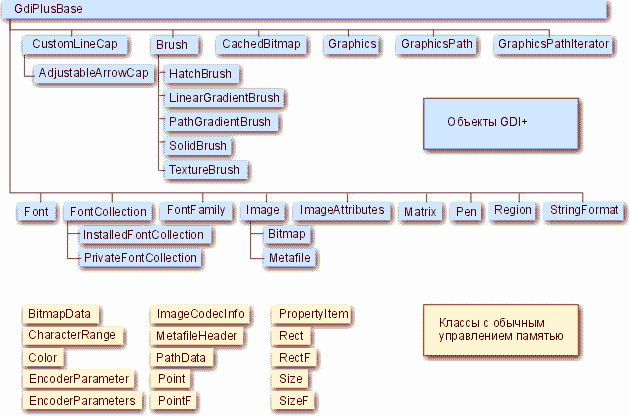 GdiPlusBase
CustomLineCap
Brush
CachedBitmap
Graphics
GraphicsPath
GraphicsPathIterator
AdjustableArrowCap
HatchBrush
LinearGradientBrush
PathGradientBrush
SolidBrush
TextureBrush
Объекты GDI+
Font
FontCollection
FontFamily
Image
ImageAttributes
Matrix
Pen
Region
StringFormat
InstalledFontCollection
PrivateFontCollection
Bitmap
Metafile
BitmapData
CharacterRange
Color
EncoderParameter
EncoderParameters
ImageCodecInfo
MetafileHeader
PathData
Point
PointF
PropertyItem
Rect
RectF
Size
SizeF
Классы с обычным
управлением памятью